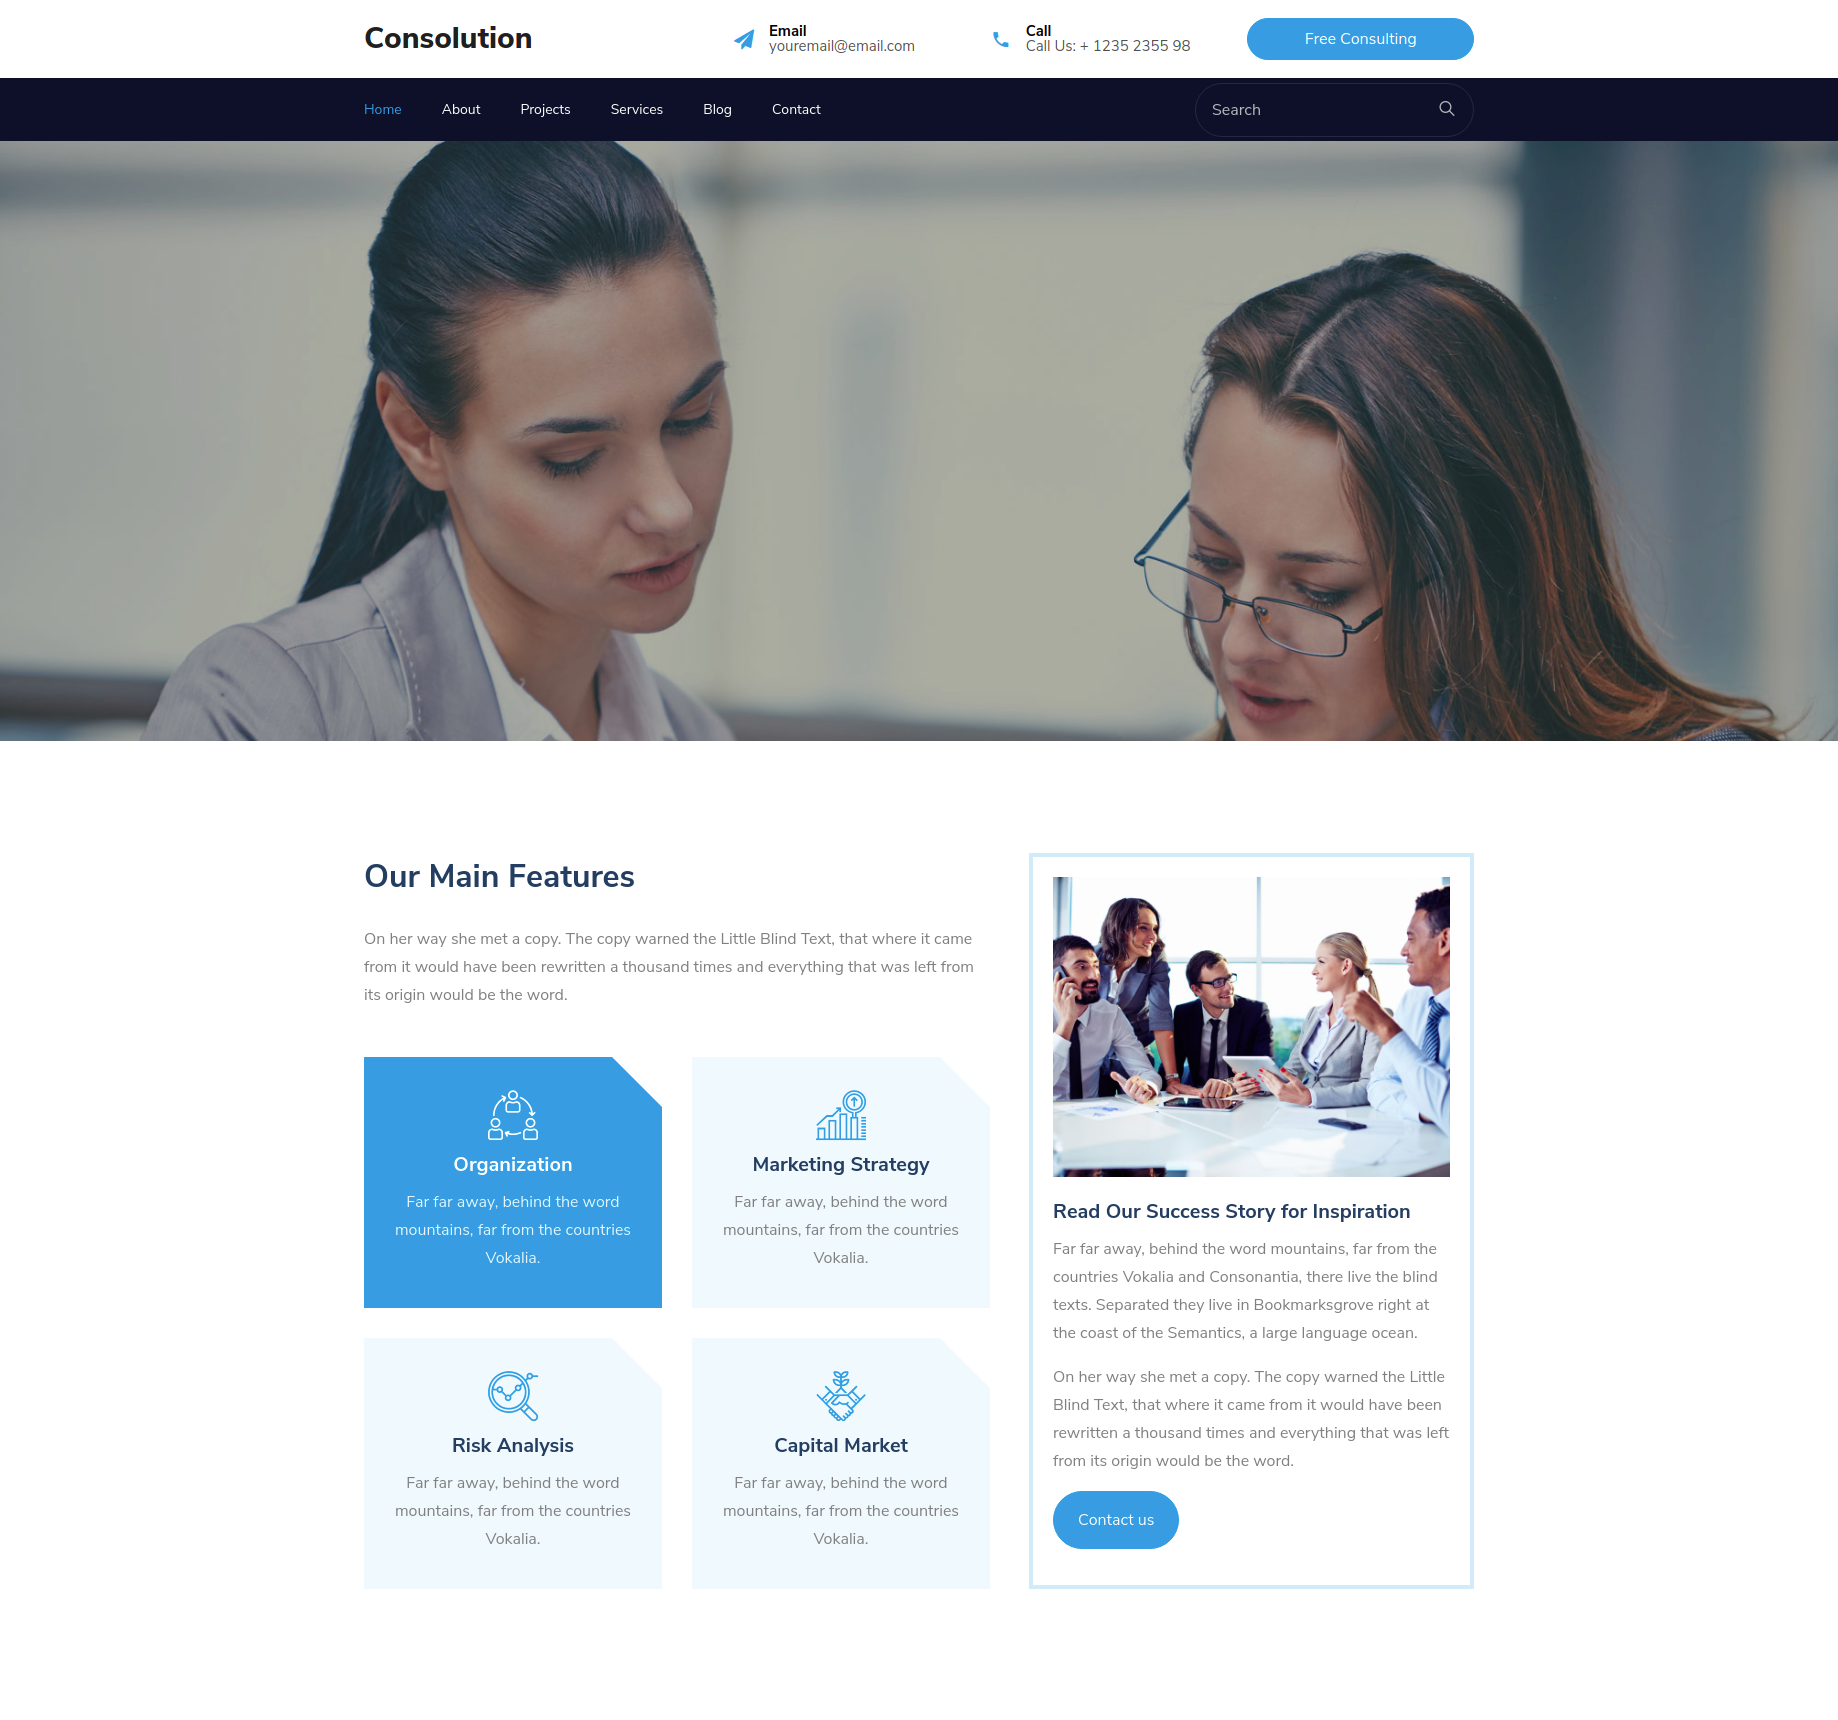 Consolution
Email
youremail@email.com
Call
Call Us: + 1235 2355 98
Free Consulting
Home About Projects Services Blog Contact
Search
Our Main Features
On her way she met a copy. The copy warned the Little Blind Text, that where it came
from it would have been rewritten a thousand times and everything that was left from
its origin would be the word.
Organization
Far far away, behind the word
mountains, far from the countries
Vokalia.
Marketing Strategy
Far far away, behind the word
mountains, far from the countries
Vokalia.
Risk Analysis
Far far away, behind the word
mountains, far from the countries
Vokalia.
Capital Market
Far far away, behind the word
mountains, far from the countries
Vokalia.
Read Our Success Story for Inspiration
Far far away, behind the word mountains, far from the
countries Vokalia and Consonantia, there live the blind
texts. Separated they live in Bookmarksgrove right at
the coast of the Semantics, a large language ocean.
On her way she met a copy. The copy warned the Little
Blind Text, that where it came from it would have been
rewritten a thousand times and everything that was left
from its origin would be the word.
Contact us